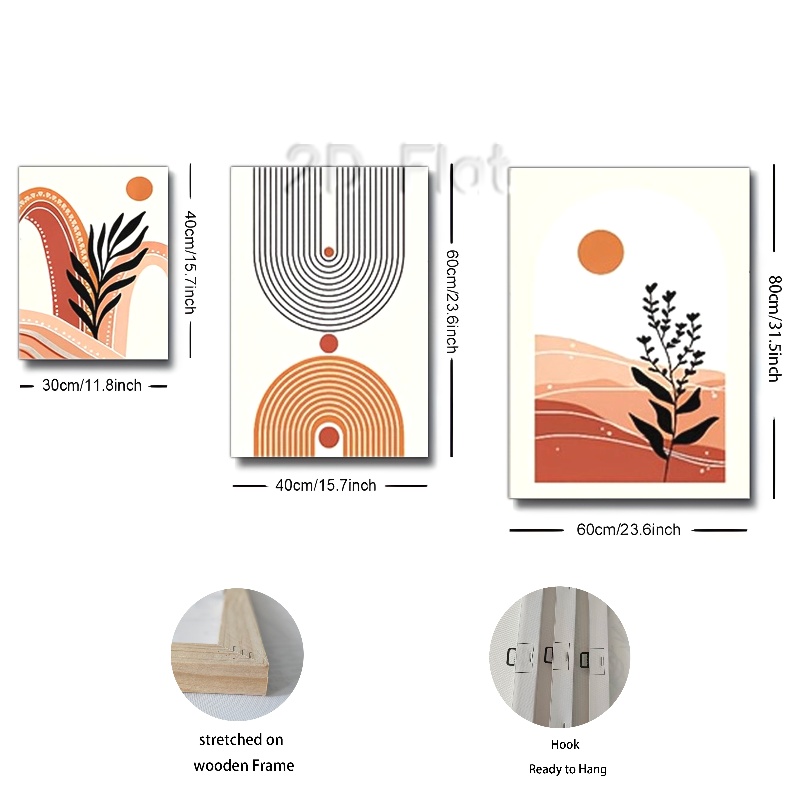 2D Flat
40cm/15.7inch
30cm/11.8inch
60cm/23.6inch
40cm/15.7inch
80cm/31.5inch
60cm/23.6inch
stretched on
wooden Frame
Hook
Ready to Hang